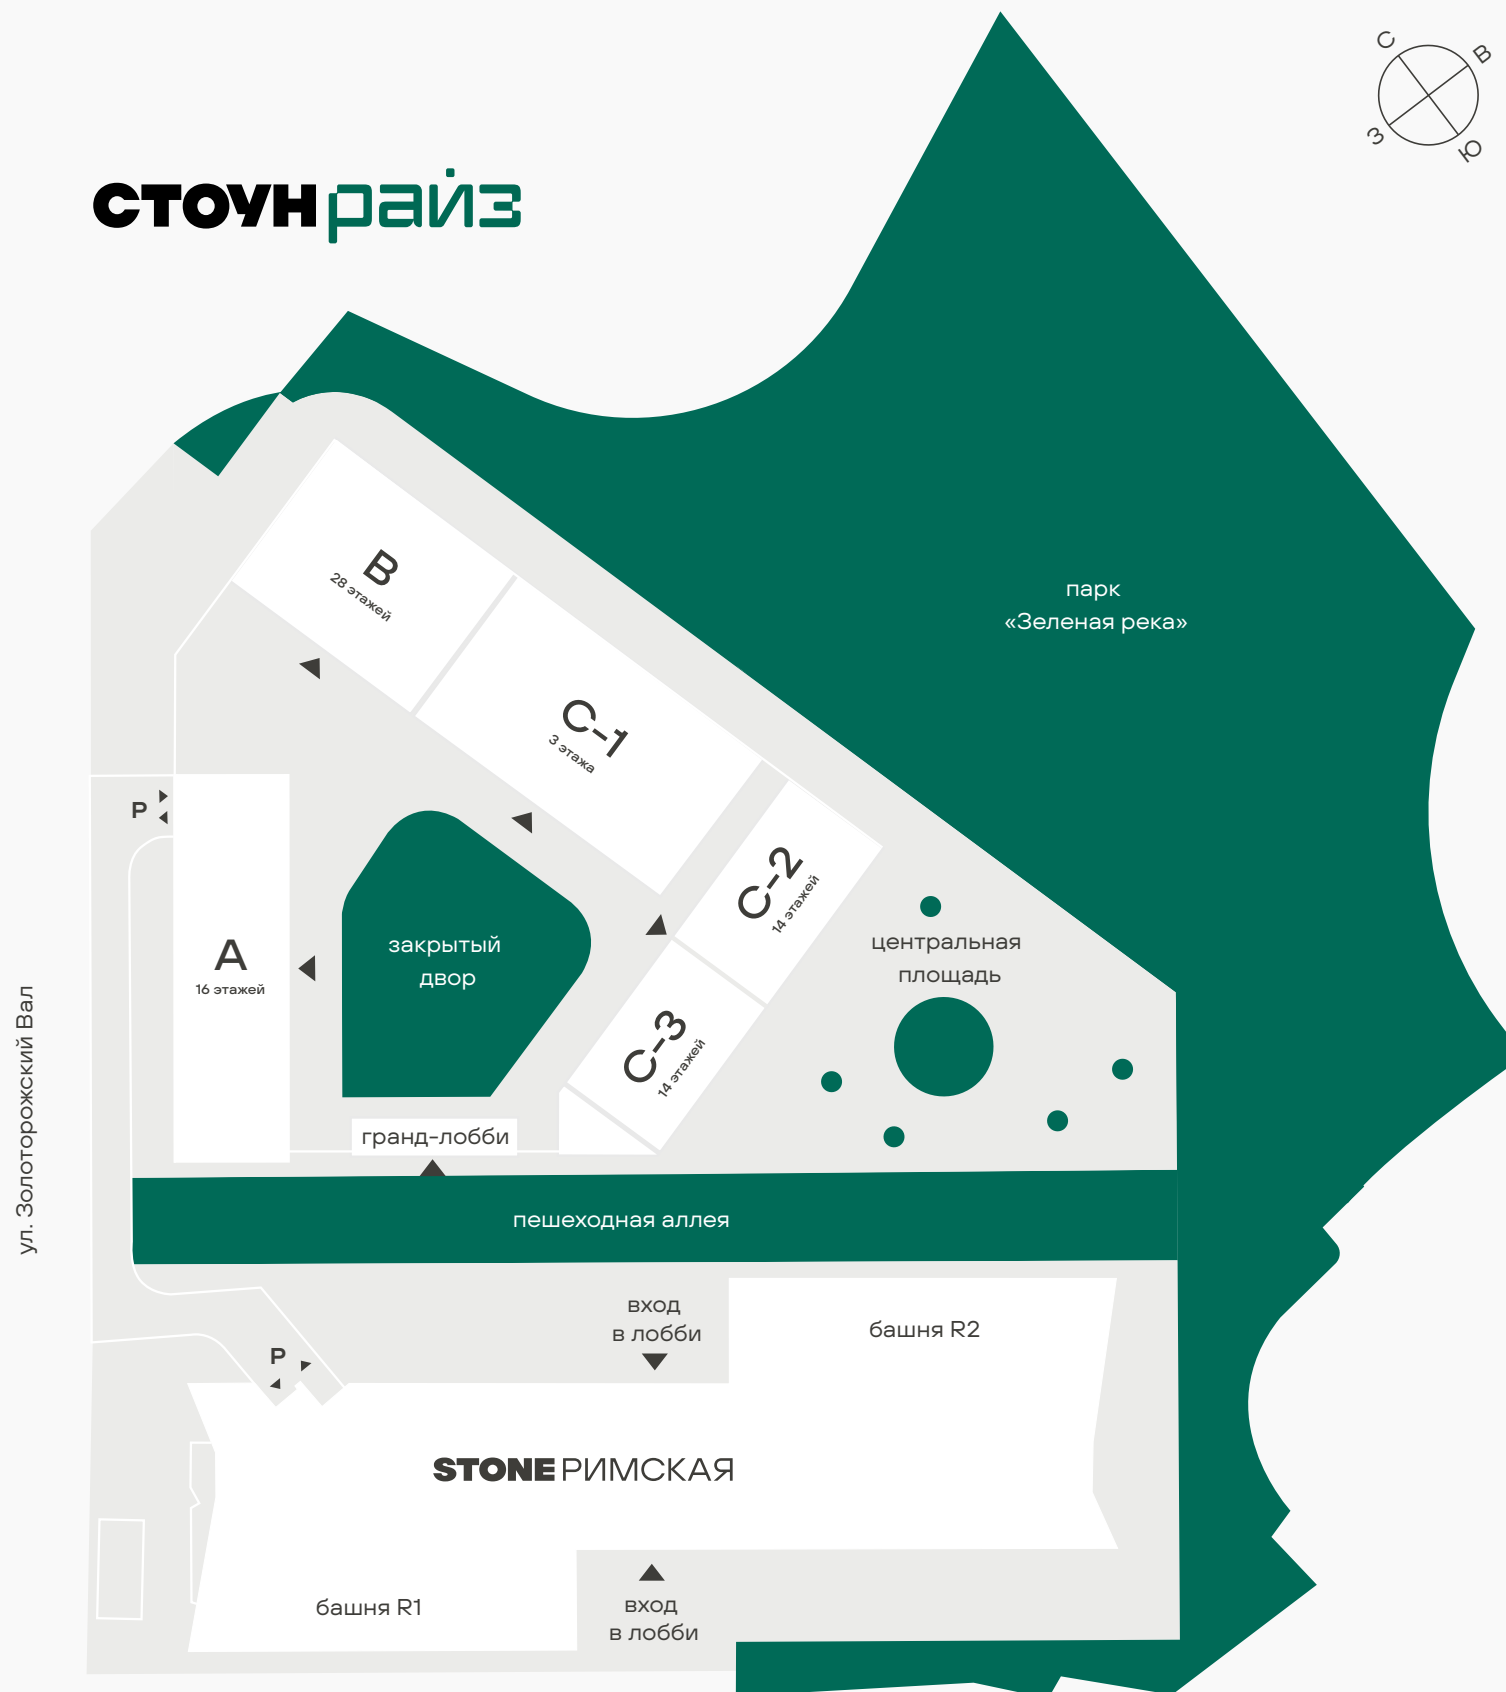 С
В
З
Ю
СТОУН райз
парк
«Зеленая река»
B
28 этажей
C-1
3 этажа
C-2
14 этажей
P
A
16 этажей
закрытый
двор
C-3
14 этажей
центральная
площадь
ул. Золоторожский Вал
гранд-лобби
пешеходная аллея
вход
в лобби
башня R2
P
STONE РИМСКАЯ
башня R1
вход
в лобби